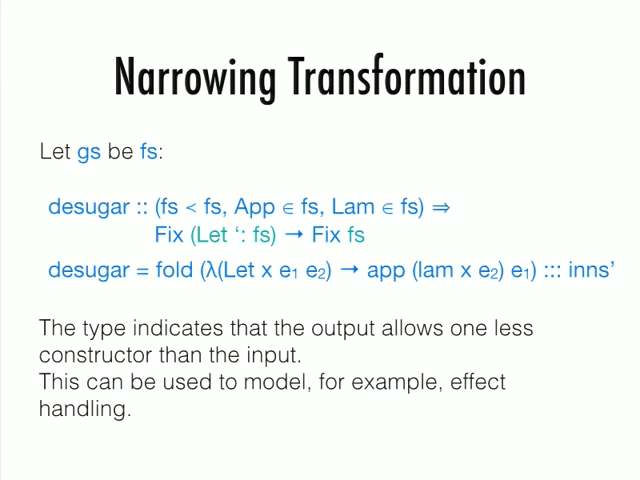 Narrowing Transformation
Let gs be fs:
desugar :: (fs < fs, App ∈ fs, Lam ∈ fs) ⇒
Fix (Let ‘: fs) → Fix fs
desugar = fold (λ(Let x e₁ e₂) → app (lam x e₂) e₁) ::: inns’
The type indicates that the output allows one less
constructor than the input.
This can be used to model, for example, effect
handling.